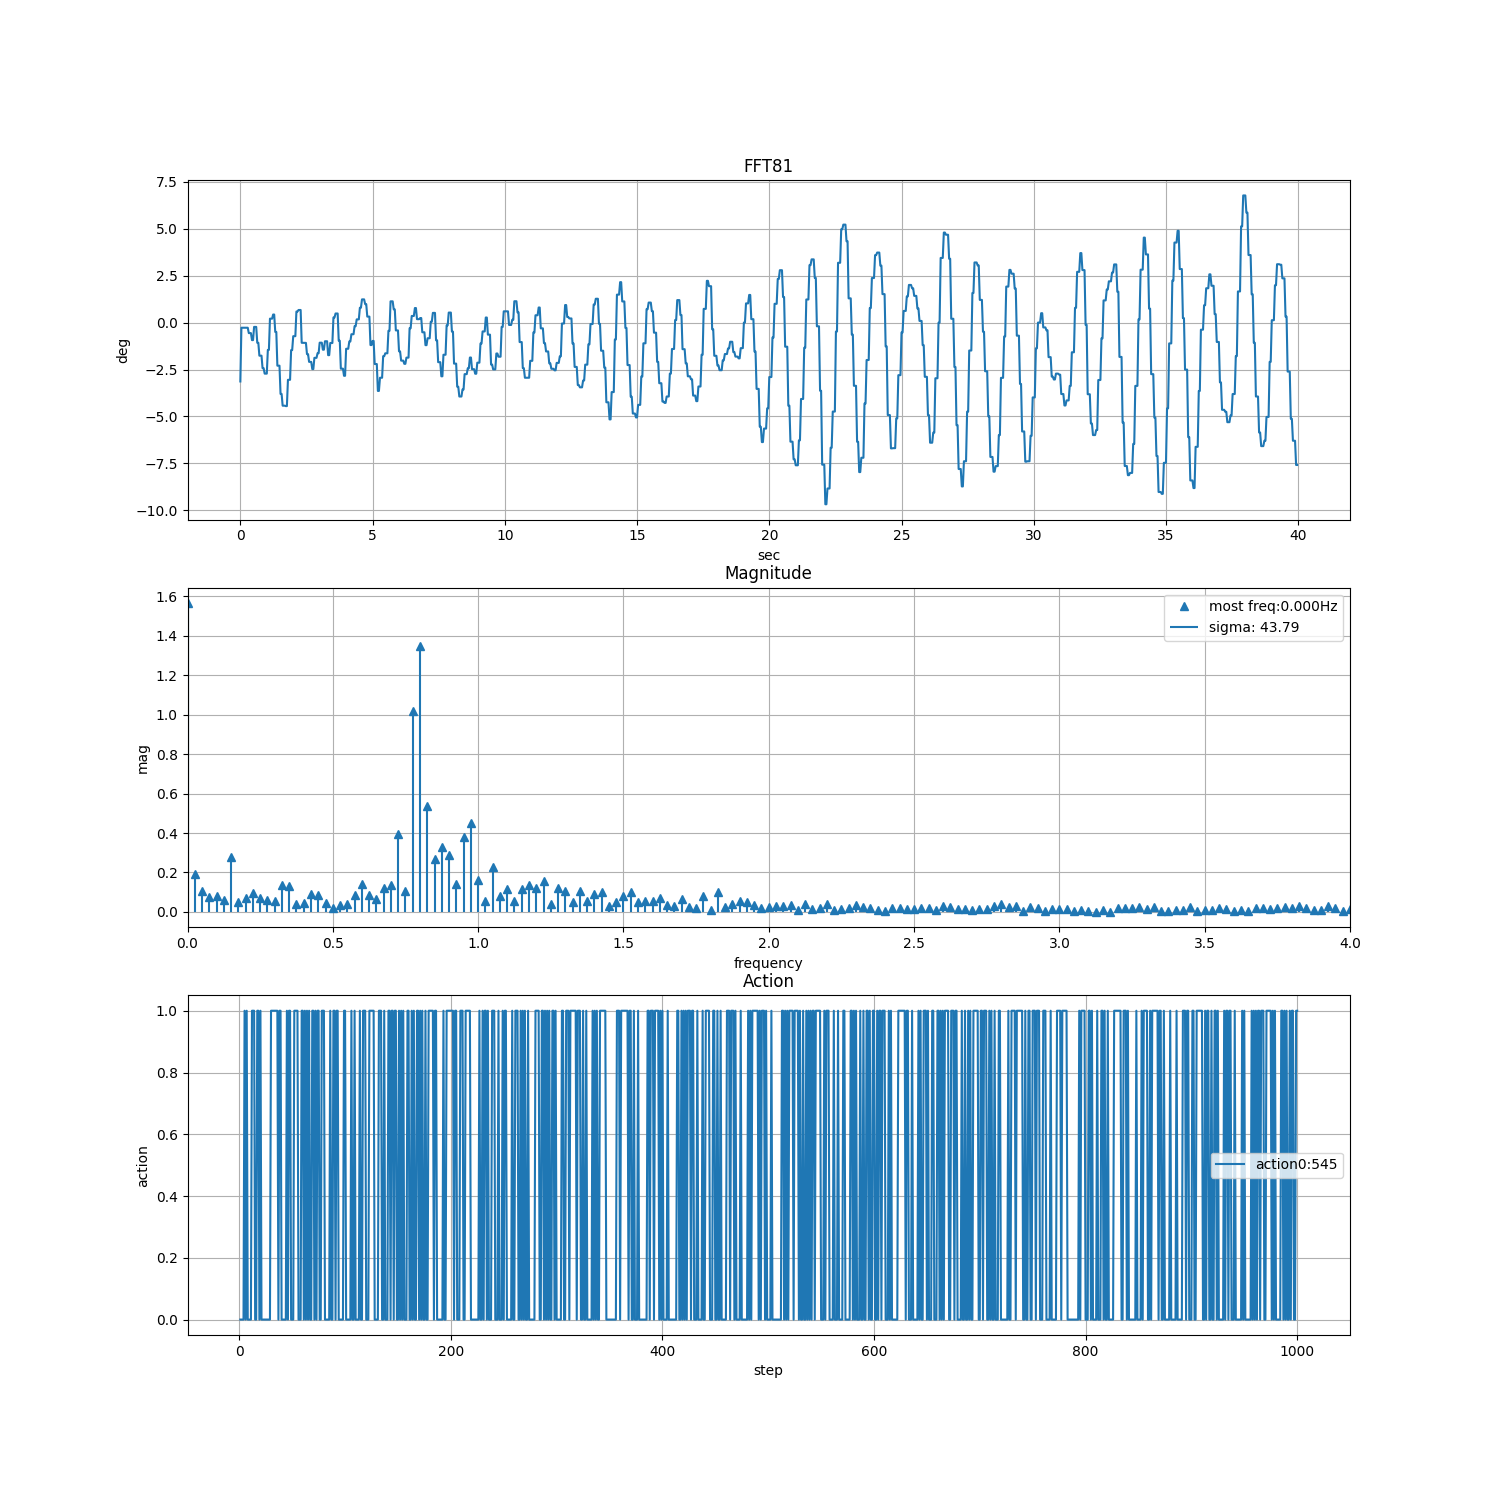 FFT81
7.5
5.0
2.5
0.0
−2.5
−5.0
−7.5
−10.0
deg
0 5 10 15 20 25 30 35 40
sec
Magnitude
1.6
1.4
1.2
1.0
0.8
0.6
0.4
0.2
0.0
mag
most freq:0.000Hz
sigma: 43.79
0.0 0.5 1.0 1.5 2.0 2.5 3.0 3.5 4.0
frequency
Action
1.0
0.8
0.6
0.4
0.2
0.0
action
action0:545
0 200 400 600 800 1000
step